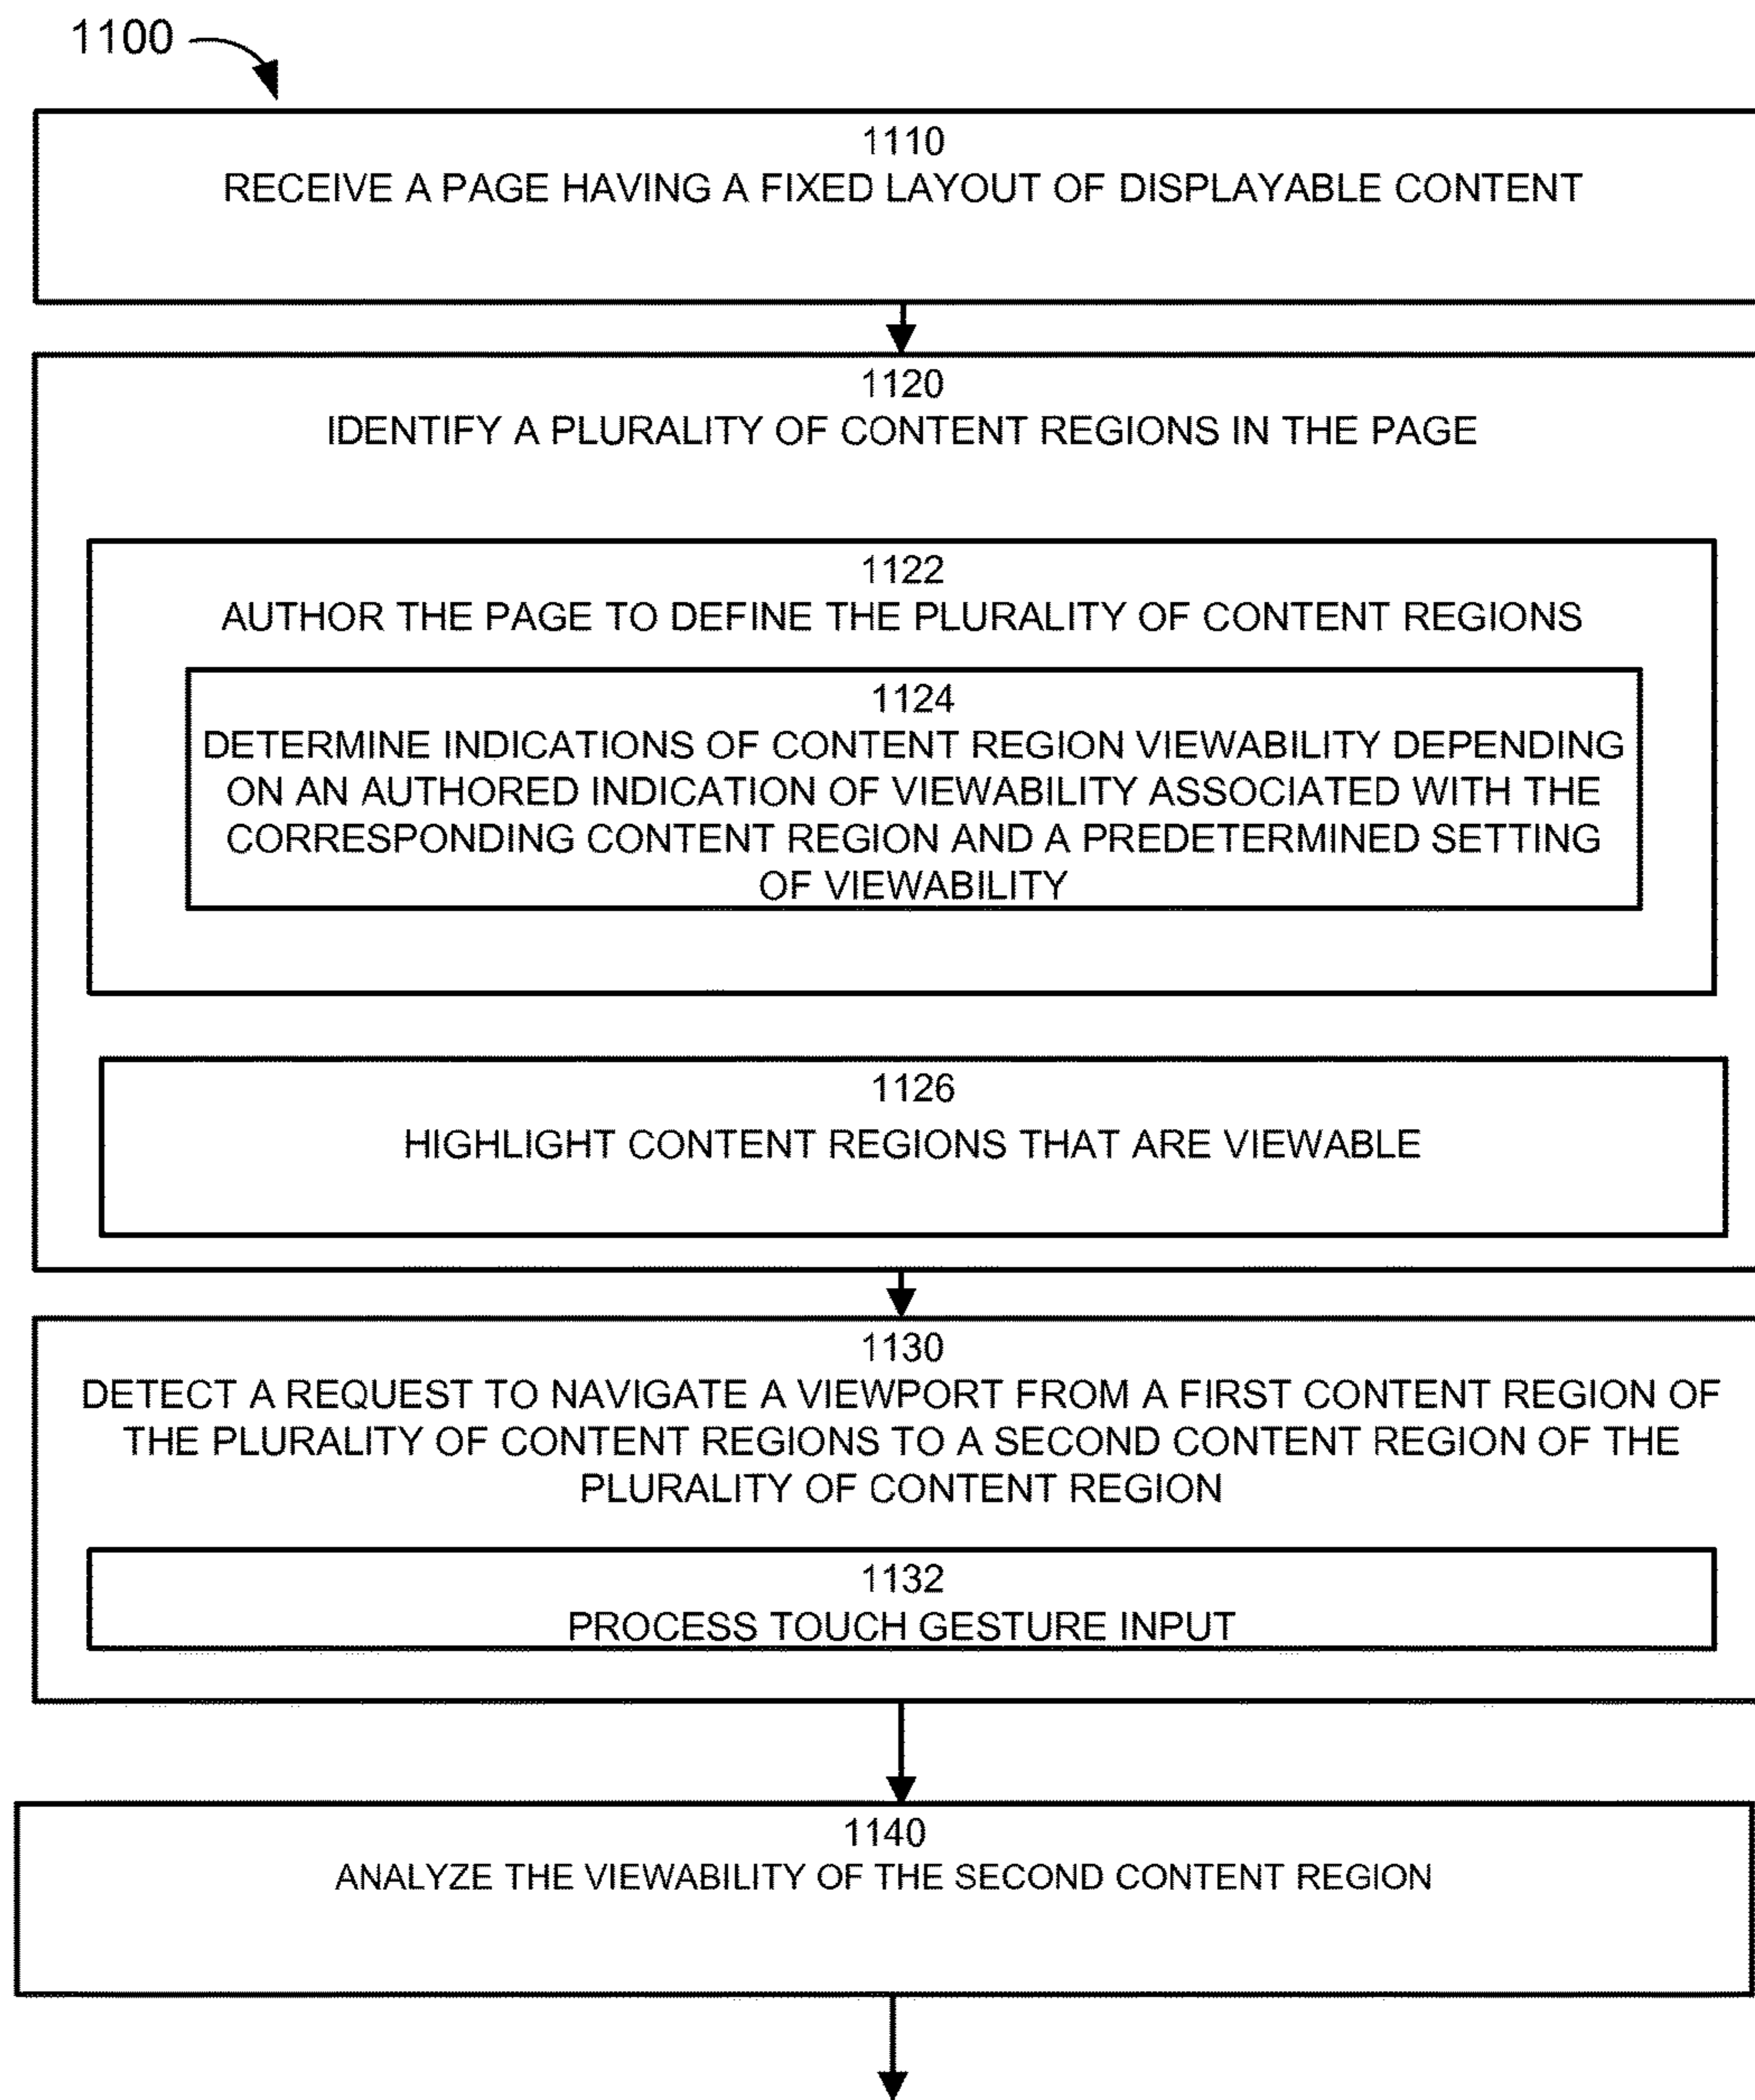 1100
1110
RECEIVE A PAGE HAVING A FIXED LAYOUT OF DISPLAYABLE CONTENT
1120
IDENTIFY A PLURALITY OF CONTENT REGIONS IN THE PAGE
1122
AUTHOR THE PAGE TO DEFINE THE PLURALITY OF CONTENT REGIONS
1124
DETERMINE INDICATIONS OF CONTENT REGION VIEWABILITY DEPENDING
ON AN AUTHORED INDICATION OF VIEWABILITY ASSOCIATED WITH THE
CORRESPONDING CONTENT REGION AND A PREDETERMINED SETTING
OF VIEWABILITY
1126
HIGHLIGHT CONTENT REGIONS THAT ARE VIEWABLE
1130
DETECT A REQUEST TO NAVIGATE A VIEWPORT FROM A FIRST CONTENT REGION OF
THE PLURALITY OF CONTENT REGIONS TO A SECOND CONTENT REGION OF THE
PLURALITY OF CONTENT REGION
1132
PROCESS TOUCH GESTURE INPUT
1140
ANALYZE THE VIEWABILITY OF THE SECOND CONTENT REGION